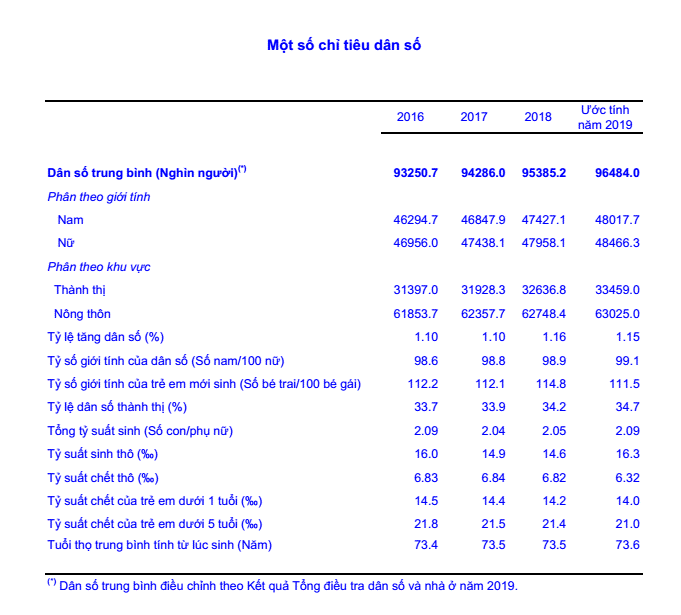 Một số chỉ tiêu dân số
2016 2017 2018 Ước tính năm 2019
Dân số trung bình (Nghìn người)(*) 93250.7 94286.0 95385.2 96484.0
Phân theo giới tính
Nam 46294.7 46847.9 47427.1 48017.7
Nữ 46956.0 47438.1 47958.1 48466.3
Phân theo khu vực
Thành thị 31397.0 31928.3 32636.8 33459.0
Nông thôn 61853.7 62357.7 62748.4 63025.0
Tỷ lệ tăng dân số (%) 1.10 1.10 1.16 1.15
Tỷ số giới tính của dân số (Số nam/100 nữ) 98.6 98.8 98.9 99.1
Tỷ số giới tính của trẻ em mới sinh (Số bé trai/100 bé gái) 112.2 112.1 114.8 111.5
Tỷ lệ dân số thành thị (%) 33.7 33.9 34.2 34.7
Tổng tỷ suất sinh (Số con/phụ nữ) 2.09 2.04 2.05 2.09
Tỷ suất sinh thô (‰) 16.0 14.9 14.6 16.3
Tỷ suất chết thô (‰) 6.83 6.84 6.82 6.32
Tỷ suất chết của trẻ em dưới 1 tuổi (‰) 14.5 14.4 14.2 14.0
Tỷ suất chết của trẻ em dưới 5 tuổi (‰) 21.8 21.5 21.4 21.0
Tuổi thọ trung bình tính từ lúc sinh (Năm) 73.4 73.5 73.5 73.6
(*) Dân số trung bình điều chỉnh theo Kết quả Tổng điều tra dân số và nhà ở năm 2019.